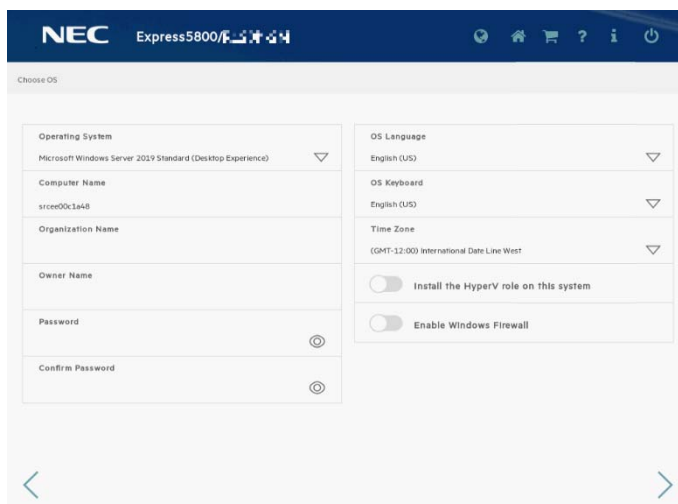 NEC
Express5800/
?
i
Choose OS
Operating System
Microsoft Windows Server 2019 Standard (Desktop Experience)
Computer Name
srcee00c1a48
Organization Name
Owner Name
Password
Confirm Password
OS Language
English (US)
OS Keyboard
English (US)
Time Zone
(GMT-12:00) International Date Line West
Install the HyperV role on this system
Enable Windows Firewall